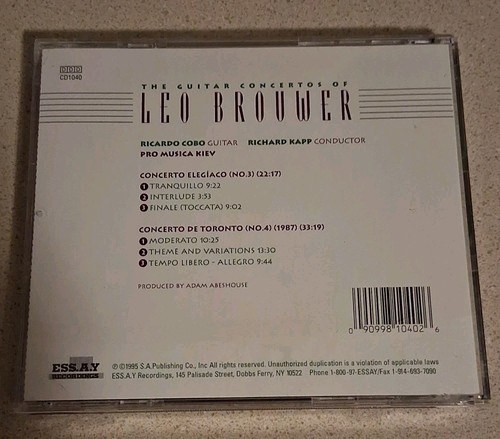 DDD
CD1040
THE GUITAR CONCERTOS OF
LEO BROUWER
RICARDO COBO GUITAR RICHARD KAPP CONDUCTOR
PRO MUSICA KIEV
CONCERTO ELEGÍACO (NO.3) (22:17)
1 TRANQUILLO 9:22
2 INTERLUDE 3:53
3 FINALE (TOCCATA) 9:02
CONCERTO DE TORONTO (NO.4) (1987) (33:19)
1 MODERATO 10:25
2 THEME AND VARIATIONS 13:30
3 TEMPO LIBERO - ALLEGRO 9:44
PRODUCED BY ADAM ABESHOUSE
0 90998 10402 6
ESS.A.Y
℗ ©1995 S.A.Publishing Co., Inc All rights reserved. Unauthorized duplication is a violation of applicable laws
ESS.A.Y Recordings, 145 Palisade Street, Dobbs Ferry, NY 10522 Phone 1-800-97-ESSAY/Fax 1-914-693-7090